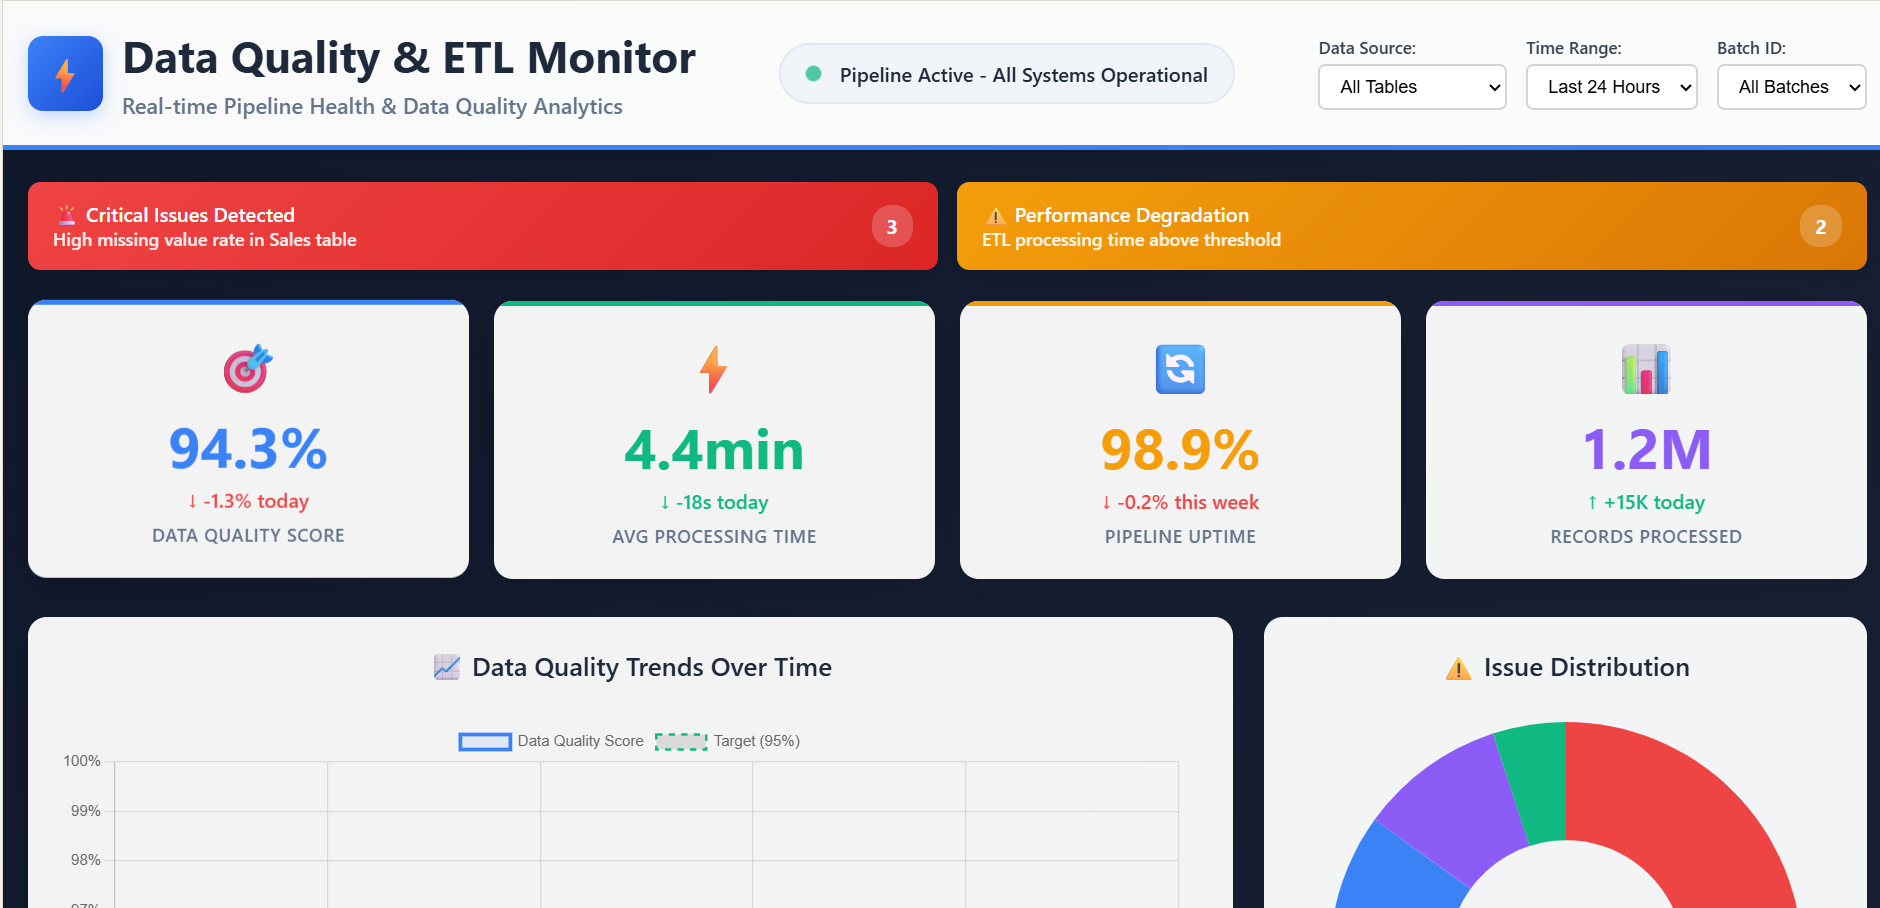 Data Quality & ETL Monitor
Real-time Pipeline Health & Data Quality Analytics
Pipeline Active - All Systems Operational
Data Source:
All Tables
Time Range:
Last 24 Hours
Batch ID:
All Batches
🚨 Critical Issues Detected
High missing value rate in Sales table
3
⚠️ Performance Degradation
ETL processing time above threshold
2
94.3%
↓ -1.3% today
DATA QUALITY SCORE
4.4min
↓ -18s today
AVG PROCESSING TIME
98.9%
↓ -0.2% this week
PIPELINE UPTIME
1.2M
↑ +15K today
RECORDS PROCESSED
📈 Data Quality Trends Over Time
Data Quality Score
Target (95%)
100%
99%
98%
97%
⚠️ Issue Distribution